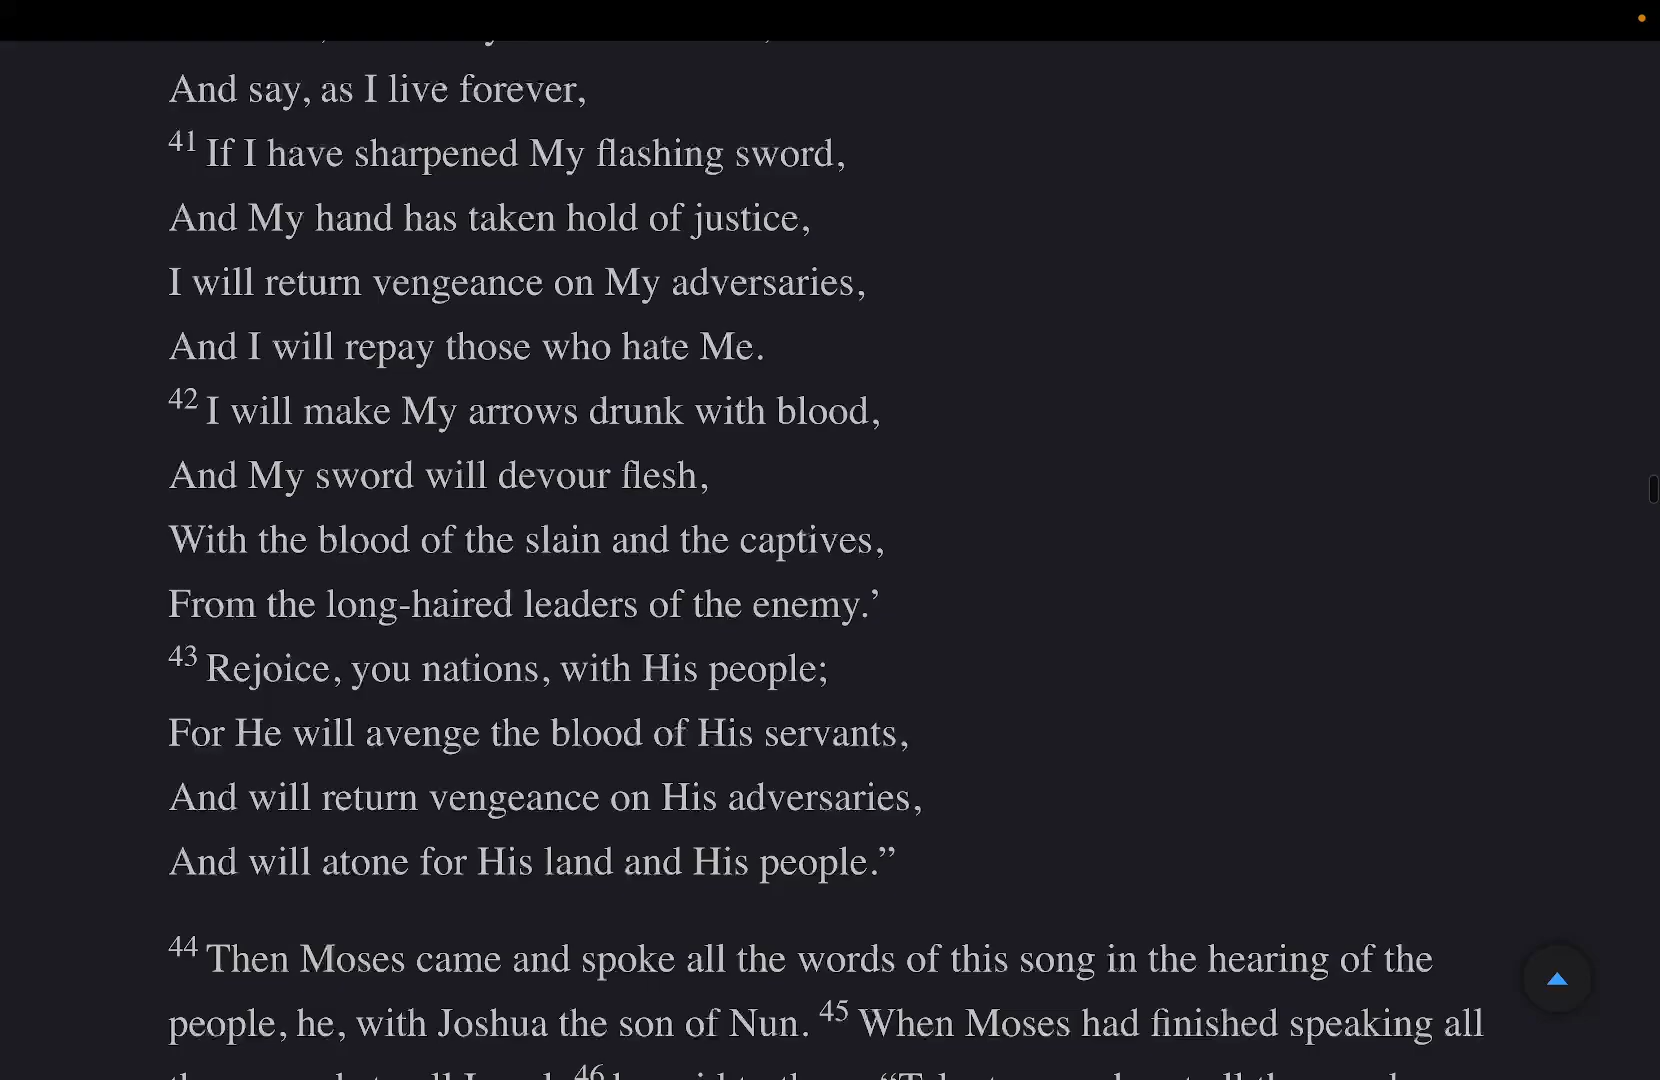 And say, as I live forever,
41 If I have sharpened My flashing sword,
And My hand has taken hold of justice,
I will return vengeance on My adversaries,
And I will repay those who hate Me.
42 I will make My arrows drunk with blood,
And My sword will devour flesh,
With the blood of the slain and the captives,
From the long-haired leaders of the enemy.’
43 Rejoice, you nations, with His people;
For He will avenge the blood of His servants,
And will return vengeance on His adversaries,
And will atone for His land and His people.”
44 Then Moses came and spoke all the words of this song in the hearing of the
people, he, with Joshua the son of Nun. 45 When Moses had finished speaking all
46